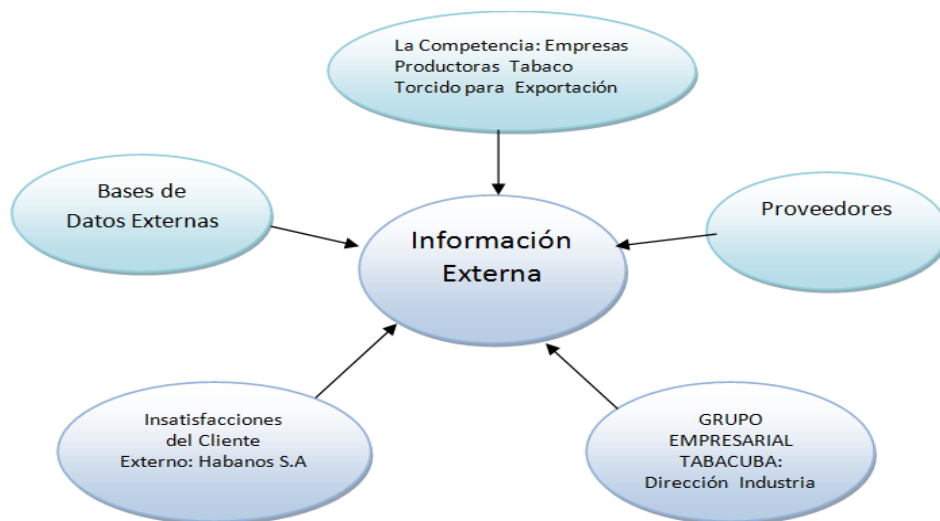 La Competencia: Empresas
Productoras Tabaco
Torcido para Exportación
Bases de
Datos Externas
Información
Externa
Proveedores
Insatisfacciones
del Cliente
Externo: Habanos S.A
GRUPO
EMPRESARIAL
TABACUBA:
Dirección Industria